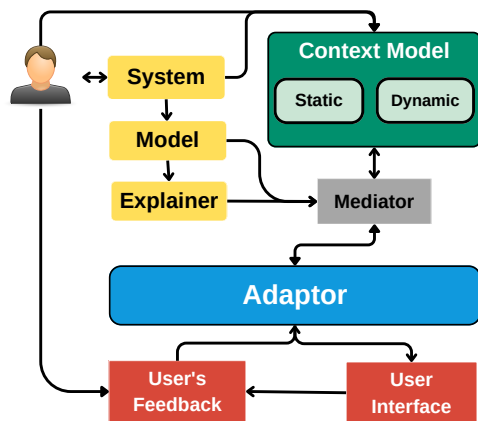 Context Model
System
Static
Dynamic
Model
Explainer
Mediator
Adaptor
User's
Feedback
User
Interface